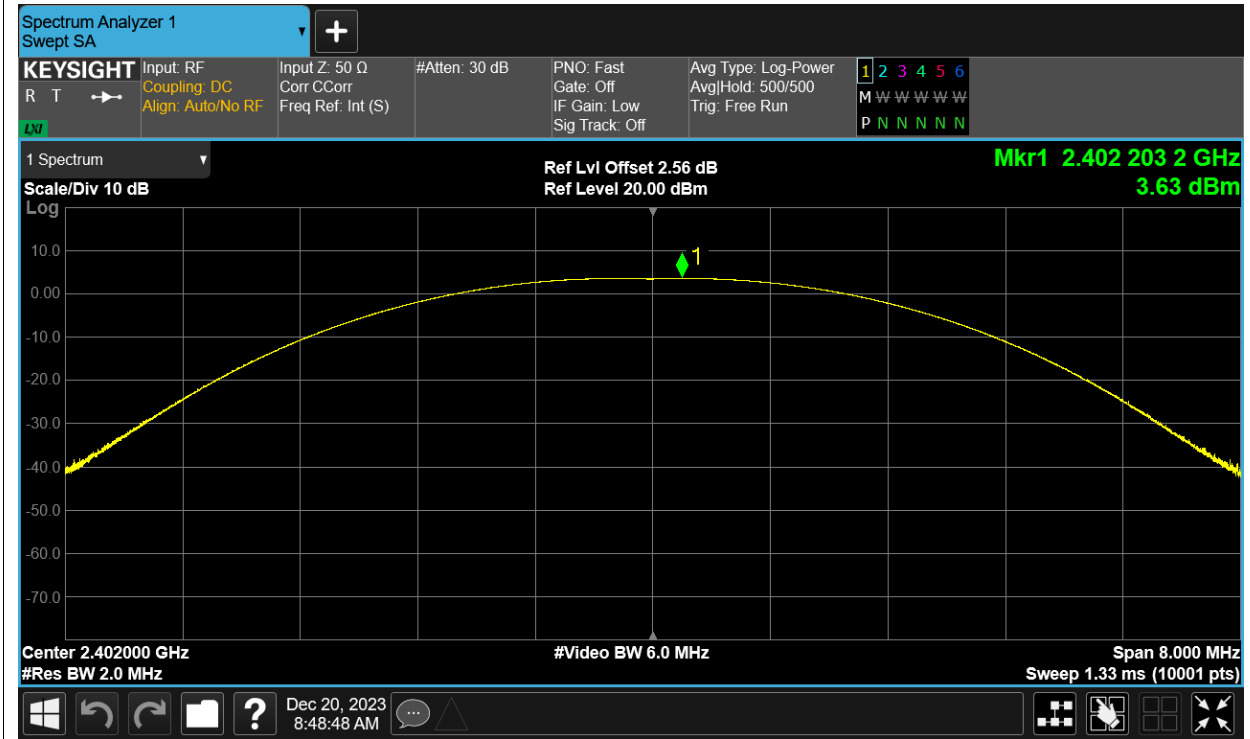 Spectrum Analyzer 1
Swept SA
KEYSIGHT
R T
LXI
Input: RF
Coupling: DC
Align: Auto/No RF
Input Z: 50 Ω
Corr CCorr
Freq Ref: Int (S)
#Atten: 30 dB
PNO: Fast
Gate: Off
IF Gain: Low
Sig Track: Off
Avg Type: Log-Power
Avg|Hold: 500/500
Trig: Free Run
1 2 3 4 5 6
M W W W W W
P N N N N N
1 Spectrum
Scale/Div 10 dB
Log
Ref Lvl Offset 2.56 dB
Ref Level 20.00 dBm
Mkr1 2.402 203 2 GHz
3.63 dBm
1
10.0
0.00
-10.0
-20.0
-30.0
-40.0
-50.0
-60.0
-70.0
Center 2.402000 GHz
#Res BW 2.0 MHz
#Video BW 6.0 MHz
Span 8.000 MHz
Sweep 1.33 ms (10001 pts)
?
Dec 20, 2023
8:48:48 AM